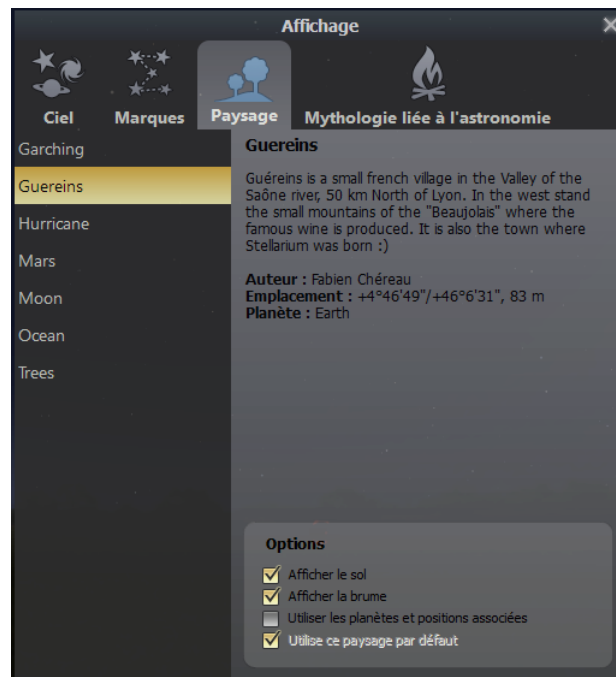 Affichage
Ciel
Marques
Paysage
Mythologie liée à l'astronomie
Garching
Guereins
Hurricane
Mars
Moon
Ocean
Trees
Guereins
Guéreins is a small french village in the Valley of the
Saône river, 50 km North of Lyon. In the west stand
the small mountains of the "Beaujolais" where the
famous wine is produced. It is also the town where
Stellarium was born :)
Auteur : Fabien Chéreau
Emplacement : +4°46'49"/+46°6'31", 83 m
Planète : Earth
Options
Afficher le sol
Afficher la brume
Utiliser les planètes et positions associées
Utilise ce paysage par défaut